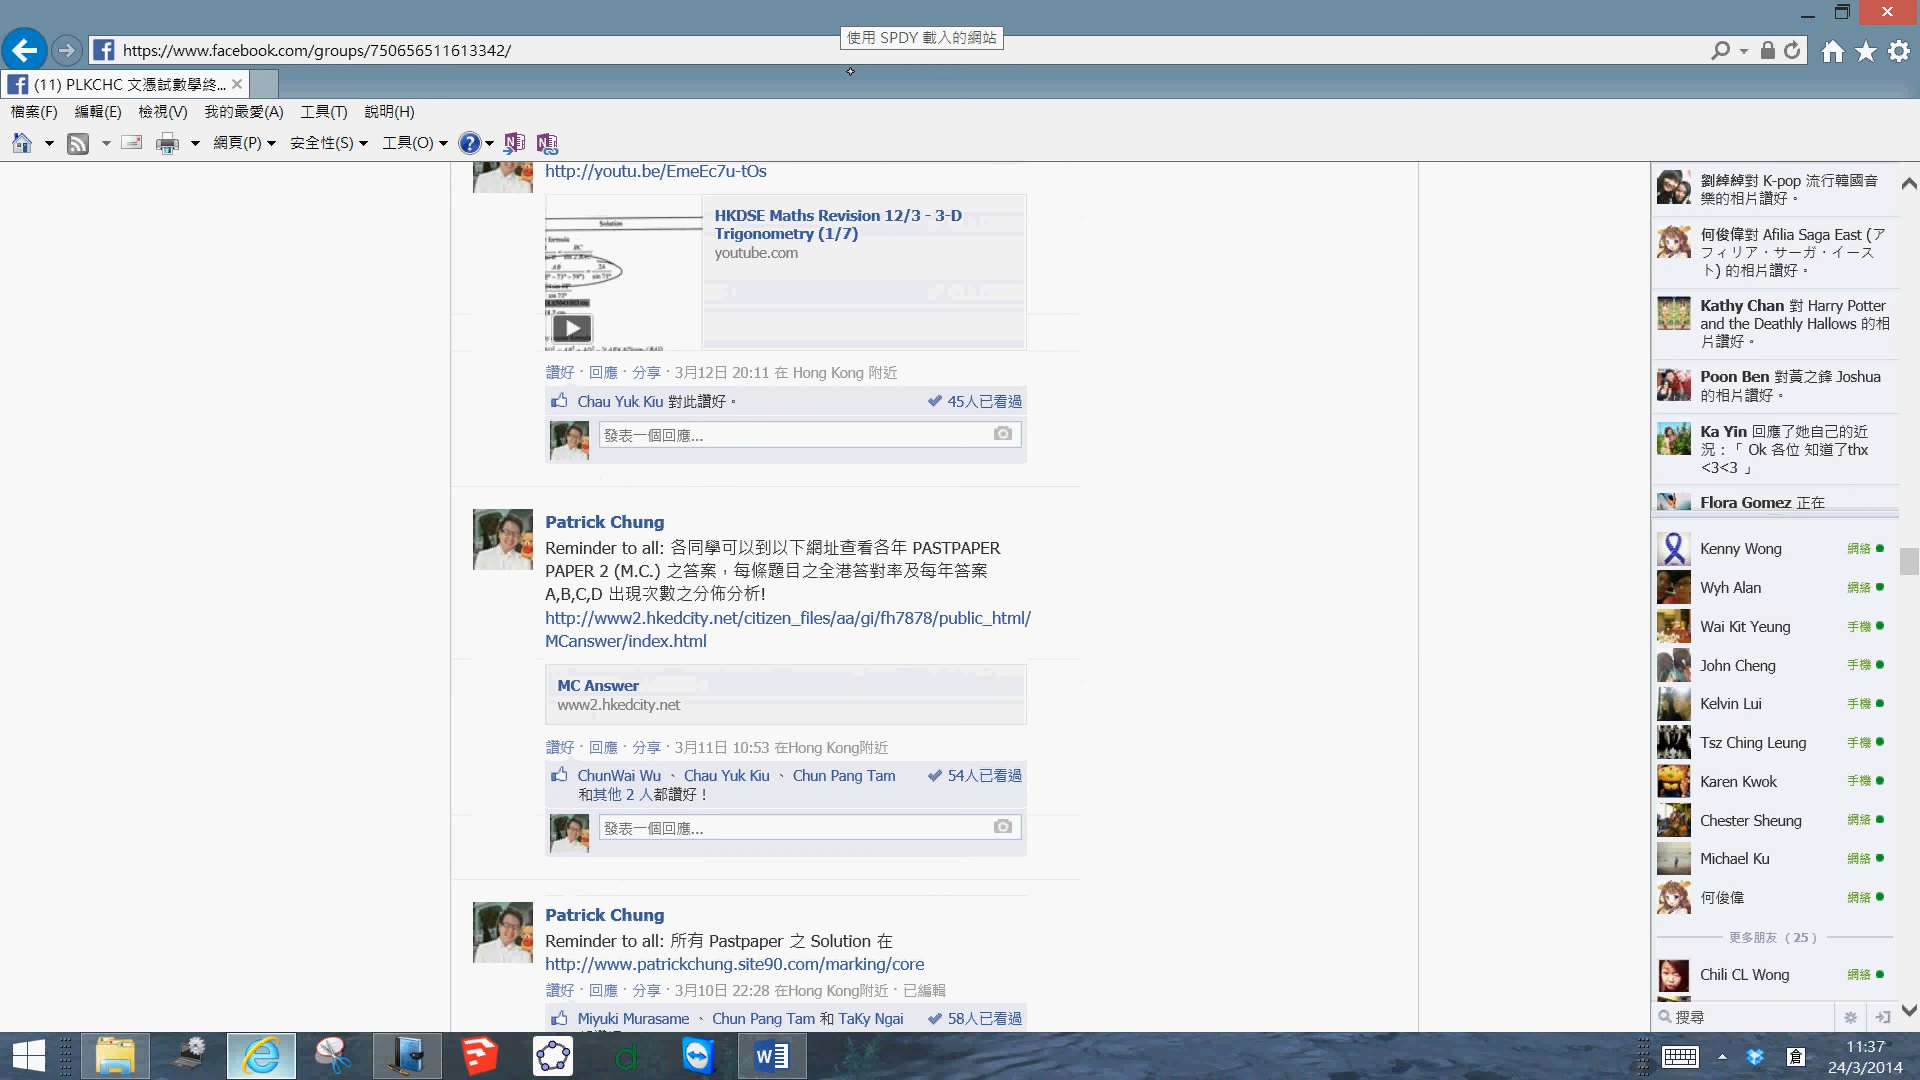 使用 SPDY 載入的網站
https://www.facebook.com/groups/750656511613342/
(11) PLKCHC 文憑試數學終...
檔案(F) 編輯(E) 檢視(V) 我的最愛(A) 工具(T) 說明(H)
網頁(P) 安全性(S) 工具(O)
http://youtu.be/EmeEc7u-tOs
Solution
HKDSE Maths Revision 12/3 - 3-D
Trigonometry (1/7)
youtube.com
讚好 · 回應 · 分享 · 3月12日 20:11 在 Hong Kong 附近
Chau Yuk Kiu 對此讚好。 45人已看過
發表一個回應...
Patrick Chung
Reminder to all: 各同學可以到以下網址查看各年 PASTPAPER
PAPER 2 (M.C.) 之答案，每條題目之全港答對率及每年答案
A,B,C,D 出現次數之分佈分析!
http://www2.hkedcity.net/citizen_files/aa/gi/fh7878/public_html/
MCanswer/index.html
MC Answer
www2.hkedcity.net
讚好 · 回應 · 分享 · 3月11日 10:53 在Hong Kong附近
ChunWai Wu 、 Chau Yuk Kiu 、 Chun Pang Tam 54人已看過
和其他 2 人都讚好！
發表一個回應...
Patrick Chung
Reminder to all: 所有 Pastpaper 之 Solution 在
http://www.patrickchung.site90.com/marking/core
讚好 · 回應 · 分享 · 3月10日 22:28 在Hong Kong附近 · 已編輯
Miyuki Murasame 、 Chun Pang Tam 和 TaKy Ngai 58人已看過
劉綽綽對 K-pop 流行韓國音
樂的相片讚好。
何俊偉對 Afilia Saga East (ア
フィリア・サーガ・イース
ト) 的相片讚好。
Kathy Chan 對 Harry Potter
and the Deathly Hallows 的相
片讚好。
Poon Ben 對黃之鋒 Joshua
的相片讚好。
Ka Yin 回應了她自己的近
況：「 Ok 各位 知道了thx
<3<3 」
Flora Gomez 正在
Kenny Wong 網絡
Wyh Alan 網絡
Wai Kit Yeung 手機
John Cheng 手機
Kelvin Lui 手機
Tsz Ching Leung 手機
Karen Kwok 手機
Chester Sheung 網絡
Michael Ku 網絡
何俊偉 網絡
更多朋友 （25）
Chili CL Wong 網絡
搜尋
倉
11:37
24/3/2014